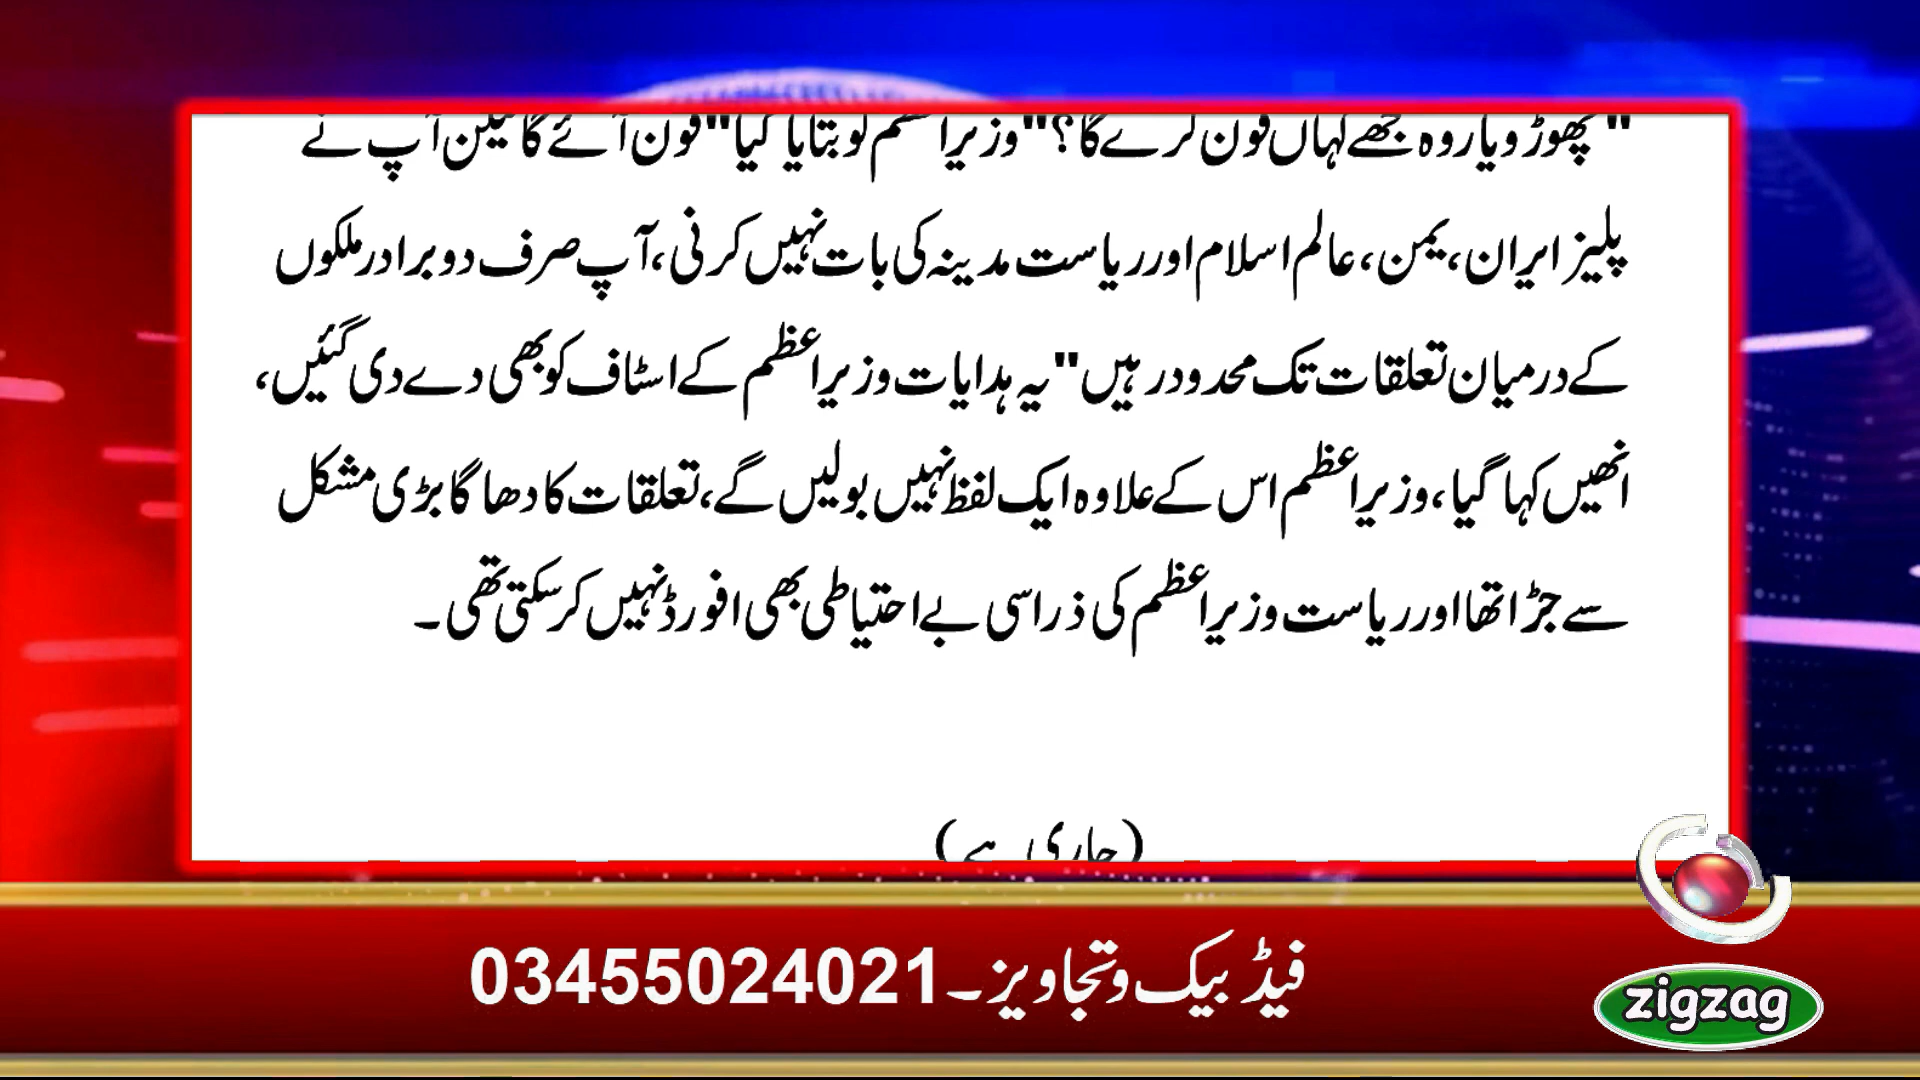 "چھوڑو یار وہ مجھے کہاں فون کرے گا؟" وزیراعظم کو بتایا گیا "فون آئے گا لیکن آپ نے
پلیز ایران، یمن، عالم اسلام اور ریاست مدینہ کی بات نہیں کرنی، آپ صرف دو برادر ملکوں
کے درمیان تعلقات تک محدود رہیں" یہ ہدایات وزیراعظم کے اسٹاف کو بھی دے دی گئیں،
انھیں کہا گیا، وزیراعظم اس کے علاوہ ایک لفظ نہیں بولیں گے، تعلقات کا دھاگا بڑی مشکل
سے جڑا تھا اور ریاست وزیراعظم کی ذرا سی بے احتیاطی بھی افورڈ نہیں کر سکتی تھی۔
(جاری ہے)
فیڈ بیک و تجاویز۔03455024021
zigzag